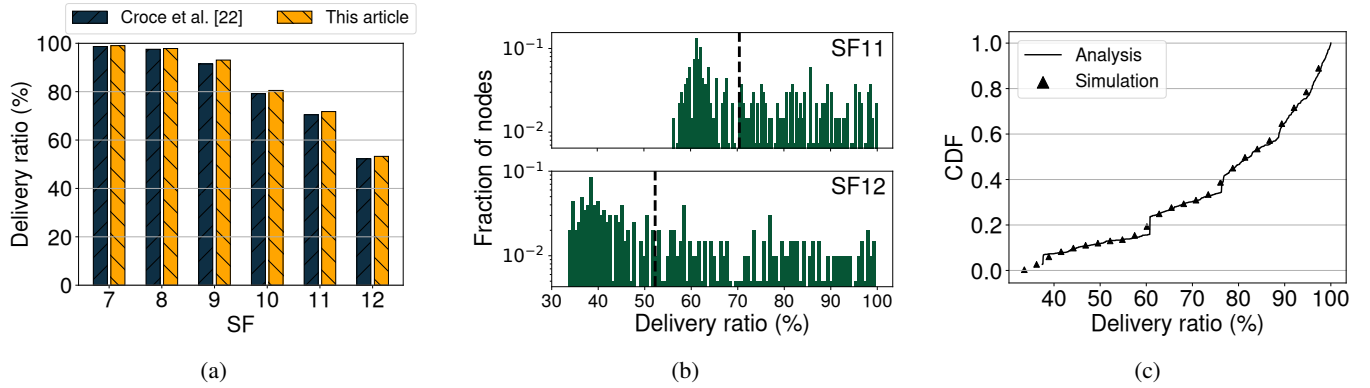 Croce et al. [22]
This article
Delivery ratio (%)
100
80
60
40
20
0
7 8 9 10 11 12
SF
(a)
Fraction of nodes
SF11
10⁻¹
10⁻²
SF12
10⁻¹
10⁻²
30 40 50 60 70 80 90 100
Delivery ratio (%)
(b)
CDF
Analysis
Simulation
1.0
0.8
0.6
0.4
0.2
0.0
40 50 60 70 80 90 100
Delivery ratio (%)
(c)